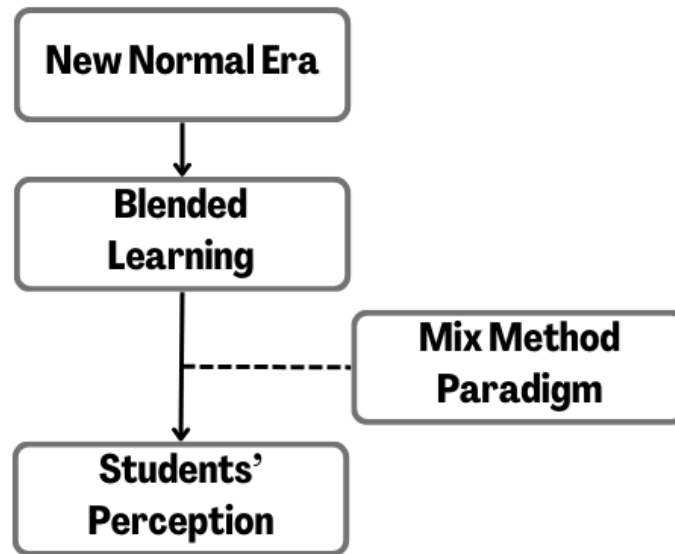 New Normal Era
Blended
Learning
Mix Method
Paradigm
Students’
Perception